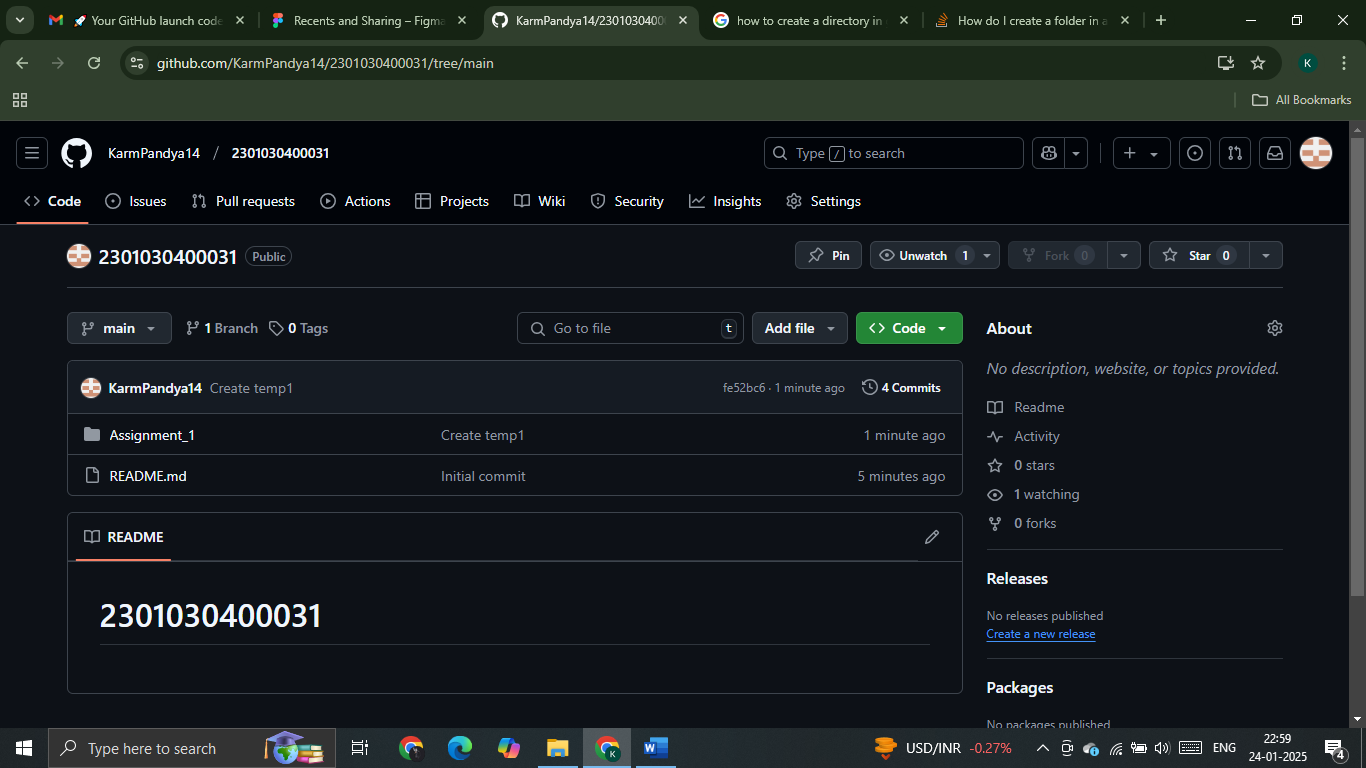 Your GitHub launch code
Recents and Sharing – Figma
KarmPandya14/23010304000
how to create a directory in
How do I create a folder in a
github.com/KarmPandya14/2301030400031/tree/main
K
All Bookmarks
KarmPandya14 / 2301030400031
Type / to search
Code
Issues
Pull requests
Actions
Projects
Wiki
Security
Insights
Settings
2301030400031 Public
Pin
Unwatch 1
Fork 0
Star 0
main
1 Branch
0 Tags
Go to file t
Add file
Code
KarmPandya14 Create temp1 fe52bc6 · 1 minute ago 4 Commits
Assignment_1 Create temp1 1 minute ago
README.md Initial commit 5 minutes ago
README
2301030400031
About
No description, website, or topics provided.
Readme
Activity
0 stars
1 watching
0 forks
Releases
No releases published
Create a new release
Packages
No packages published
Type here to search
K
USD/INR -0.27%
ENG
22:59
24-01-2025
4